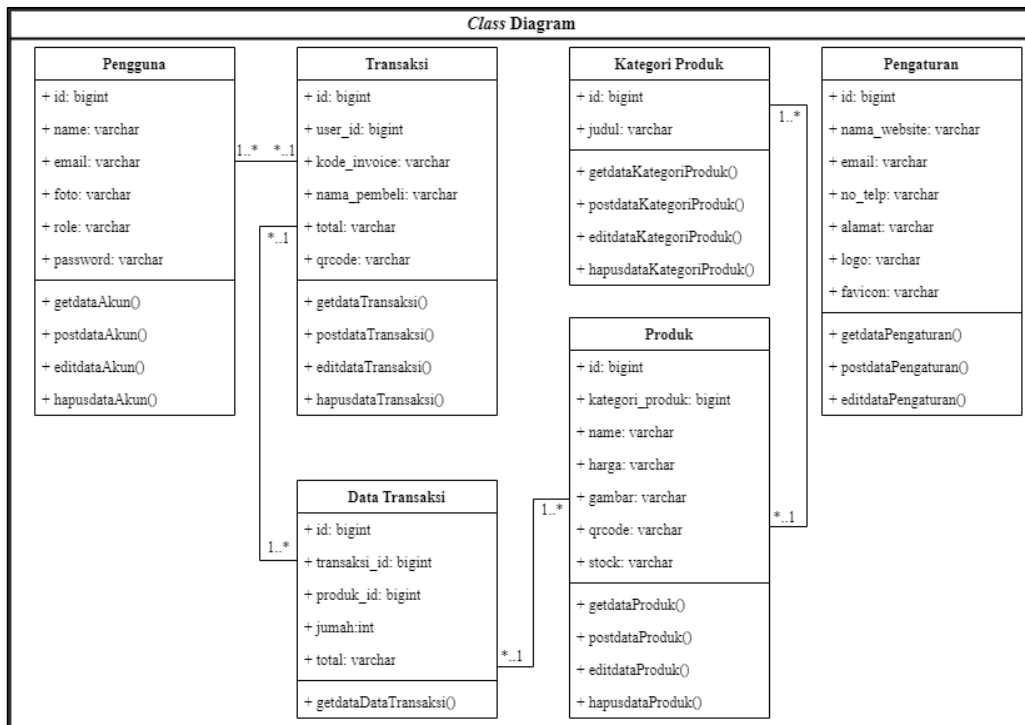 Class Diagram
Pengguna
+ id: bigint
+ name: varchar
+ email: varchar
+ foto: varchar
+ role: varchar
+ password: varchar
+ getdataAkun()
+ postdataAkun()
+ editdataAkun()
+ hapusdataAkun()
1..*
*..1
Transaksi
+ id: bigint
+ user_id: bigint
+ kode_invoice: varchar
+ nama_pembeli: varchar
+ total: varchar
+ qrcode: varchar
+ getdataTransaksi()
+ postdataTransaksi()
+ editdataTransaksi()
+ hapusdataTransaksi()
*..1
1..*
Data Transaksi
+ id: bigint
+ transaksi_id: bigint
+ produk_id: bigint
+ jumah:int
+ total: varchar
+ getdataDataTransaksi()
*..1
1..*
Kategori Produk
+ id: bigint
+ judul: varchar
+ getdataKategoriProduk()
+ postdataKategoriProduk()
+ editdataKategoriProduk()
+ hapusdataKategoriProduk()
1..*
*..1
Produk
+ id: bigint
+ kategori_produk: bigint
+ name: varchar
+ harga: varchar
+ gambar: varchar
+ qrcode: varchar
+ stock: varchar
+ getdataProduk()
+ postdataProduk()
+ editdataProduk()
+ hapusdataProduk()
Pengaturan
+ id: bigint
+ nama_website: varchar
+ email: varchar
+ no_telp: varchar
+ alamat: varchar
+ logo: varchar
+ favicon: varchar
+ getdataPengaturan()
+ postdataPengaturan()
+ editdataPengaturan()